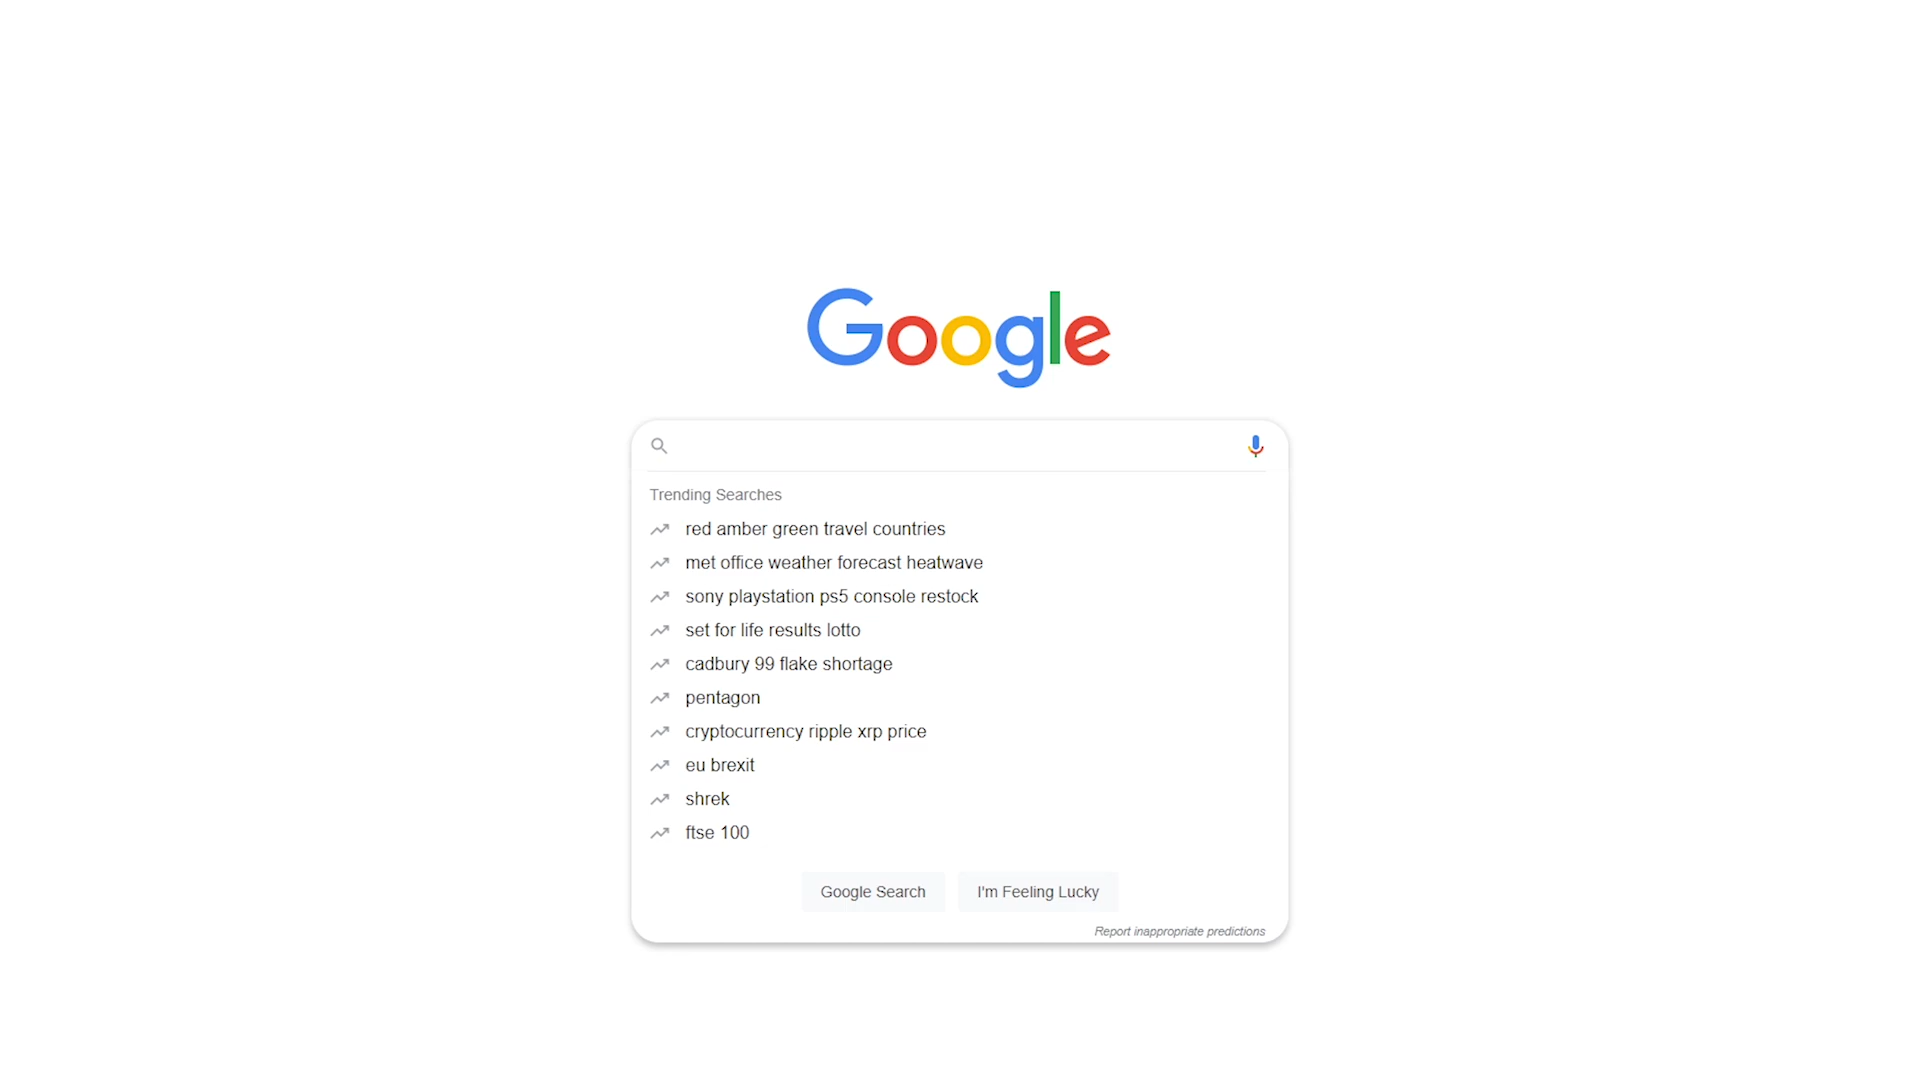 Google
Trending Searches
red amber green travel countries
met office weather forecast heatwave
sony playstation ps5 console restock
set for life results lotto
cadbury 99 flake shortage
pentagon
cryptocurrency ripple xrp price
eu brexit
shrek
ftse 100
Google Search
I'm Feeling Lucky
Report inappropriate predictions